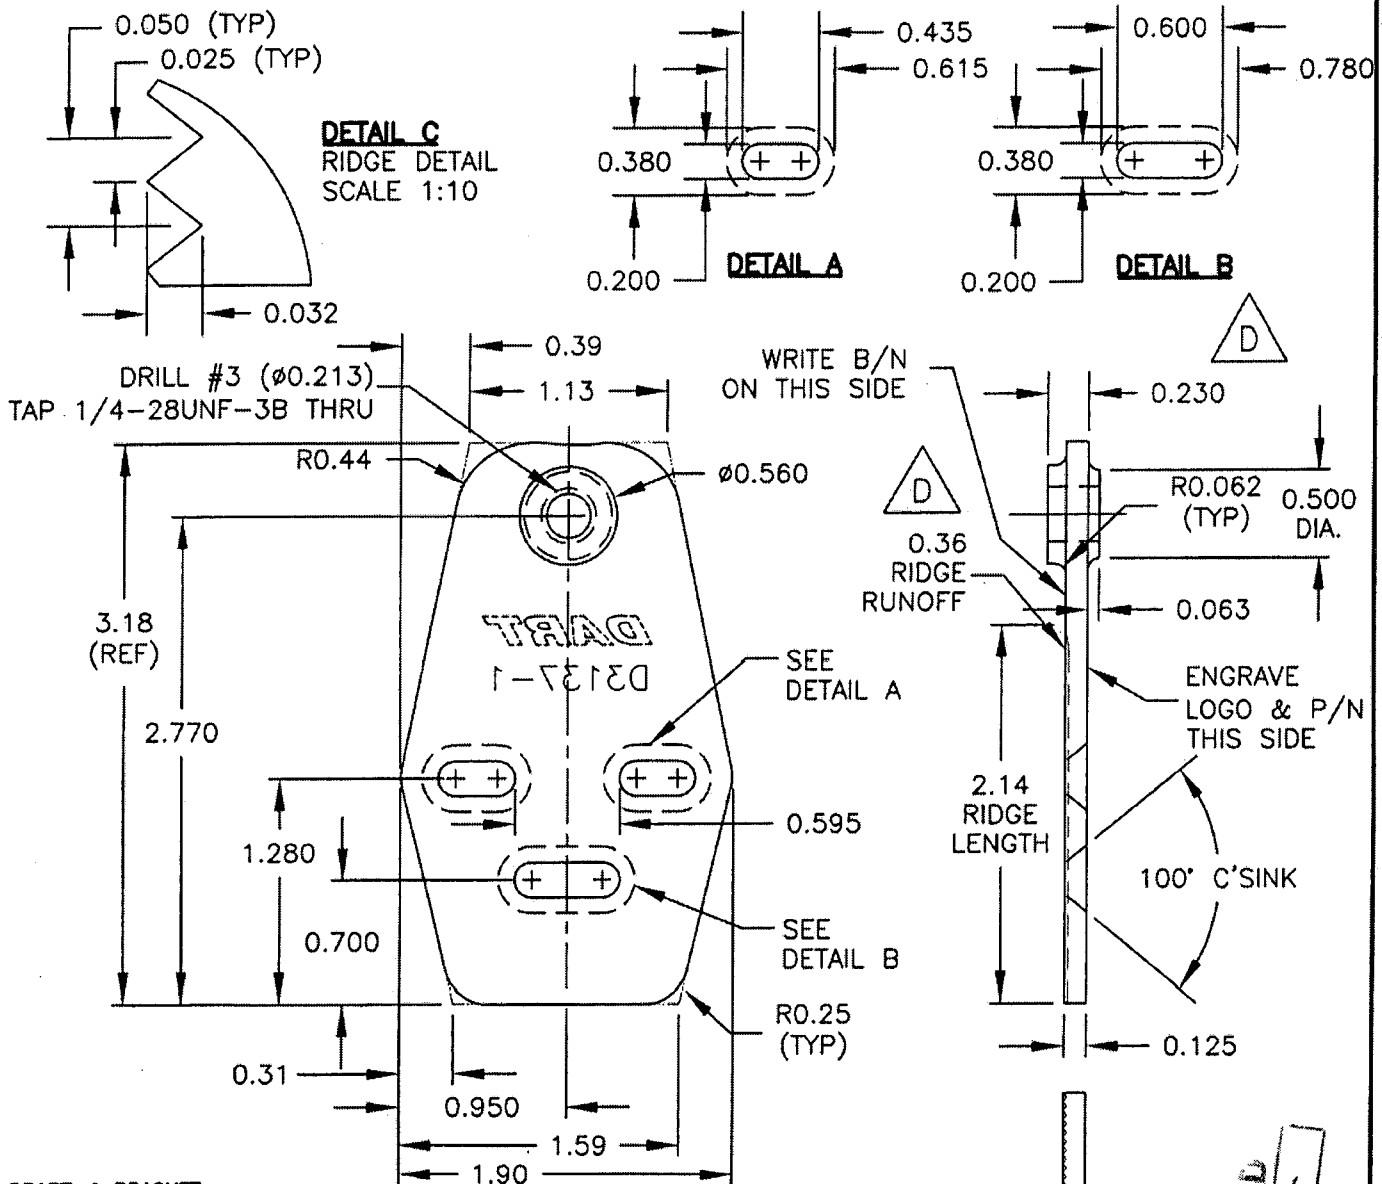 0.050 (TYP)
0.025 (TYP)
DETAIL C
RIDGE DETAIL
SCALE 1:10
0.032
0.435
0.615
0.380
0.200
DETAIL A
0.600
0.780
0.380
0.200
DETAIL B
D
DRILL #3 (ø0.213)
TAP 1/4-28UNF-3B THRU
0.39
1.13
R0.44
ø0.560
3.18
(REF)
2.770
DART
D3137-1
SEE
DETAIL A
0.595
1.280
0.700
SEE
DETAIL B
R0.25
(TYP)
0.31
0.950
1.59
1.90
WRITE B/N
ON THIS SIDE
0.230
D
R0.062
(TYP)
0.500
DIA.
0.36
RIDGE
RUNOFF
0.063
ENGRAVE
LOGO & P/N
THIS SIDE
2.14
RIDGE
LENGTH
100° C'SINK
0.125